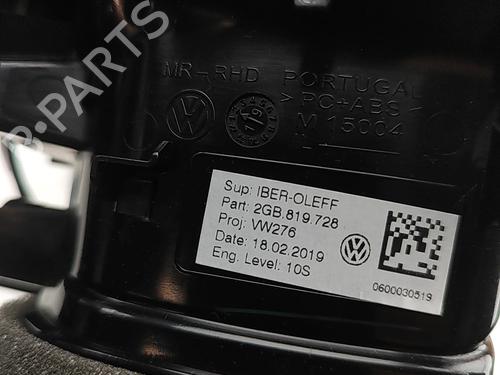 B-PARTS
MR-RHD PORTUGAL
>PC+ABS<
M 15004
Sup: IBER-OLEFF
Part: 2GB.819.728
Proj: VW276
Date: 18.02.2019
Eng. Level: 10S
0600030519